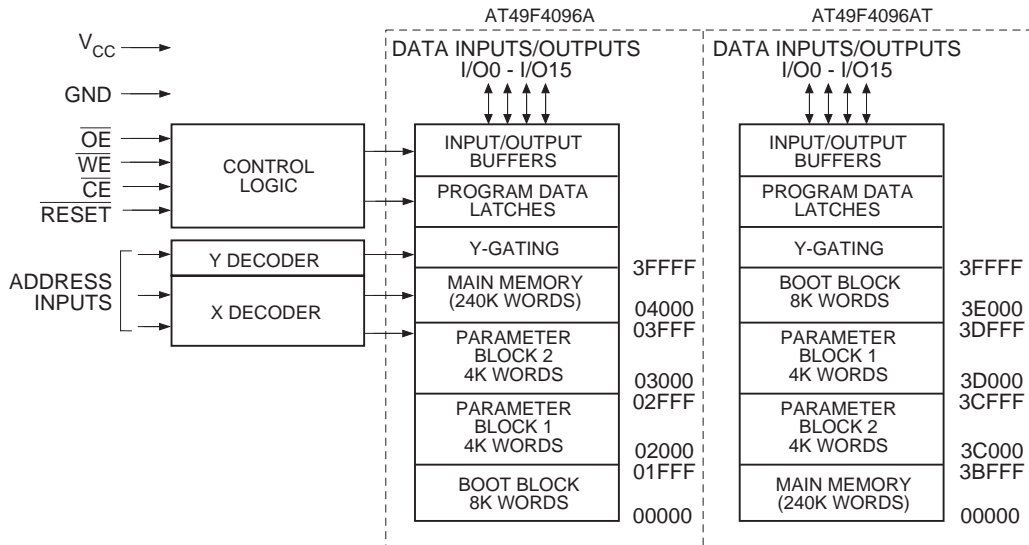 AT49F4096A
AT49F4096AT
VCC
GND
OE
WE
CE
RESET
ADDRESS
INPUTS
CONTROL
LOGIC
Y DECODER
X DECODER
DATA INPUTS/OUTPUTS
I/O0 - I/O15
INPUT/OUTPUT
BUFFERS
PROGRAM DATA
LATCHES
Y-GATING
3FFFF
MAIN MEMORY
(240K WORDS)
04000
03FFF
PARAMETER
BLOCK 2
4K WORDS
03000
02FFF
PARAMETER
BLOCK 1
4K WORDS
02000
01FFF
BOOT BLOCK
8K WORDS
00000
DATA INPUTS/OUTPUTS
I/O0 - I/O15
INPUT/OUTPUT
BUFFERS
PROGRAM DATA
LATCHES
Y-GATING
3FFFF
BOOT BLOCK
8K WORDS
3E000
3DFFF
PARAMETER
BLOCK 1
4K WORDS
3D000
3CFFF
PARAMETER
BLOCK 2
4K WORDS
3C000
3BFFF
MAIN MEMORY
(240K WORDS)
00000